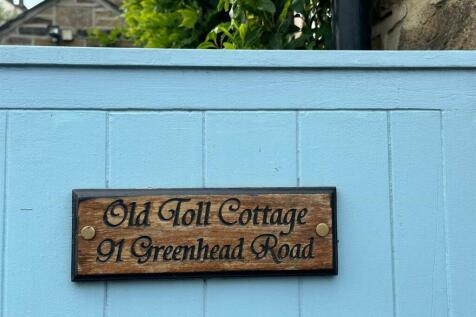 Old Toll Cottage
91 Greenhead Road